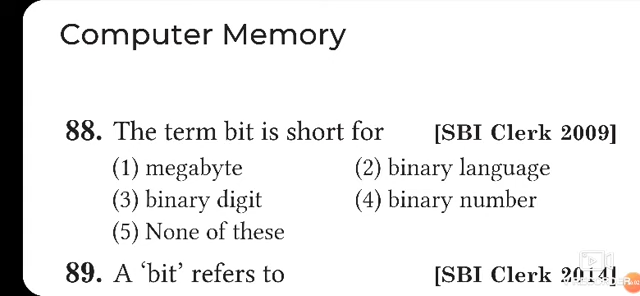 Computer Memory
88. The term bit is short for [SBI Clerk 2009]
(1) megabyte (2) binary language
(3) binary digit (4) binary number
(5) None of these
89. A ‘bit’ refers to [SBI Clerk 2014]